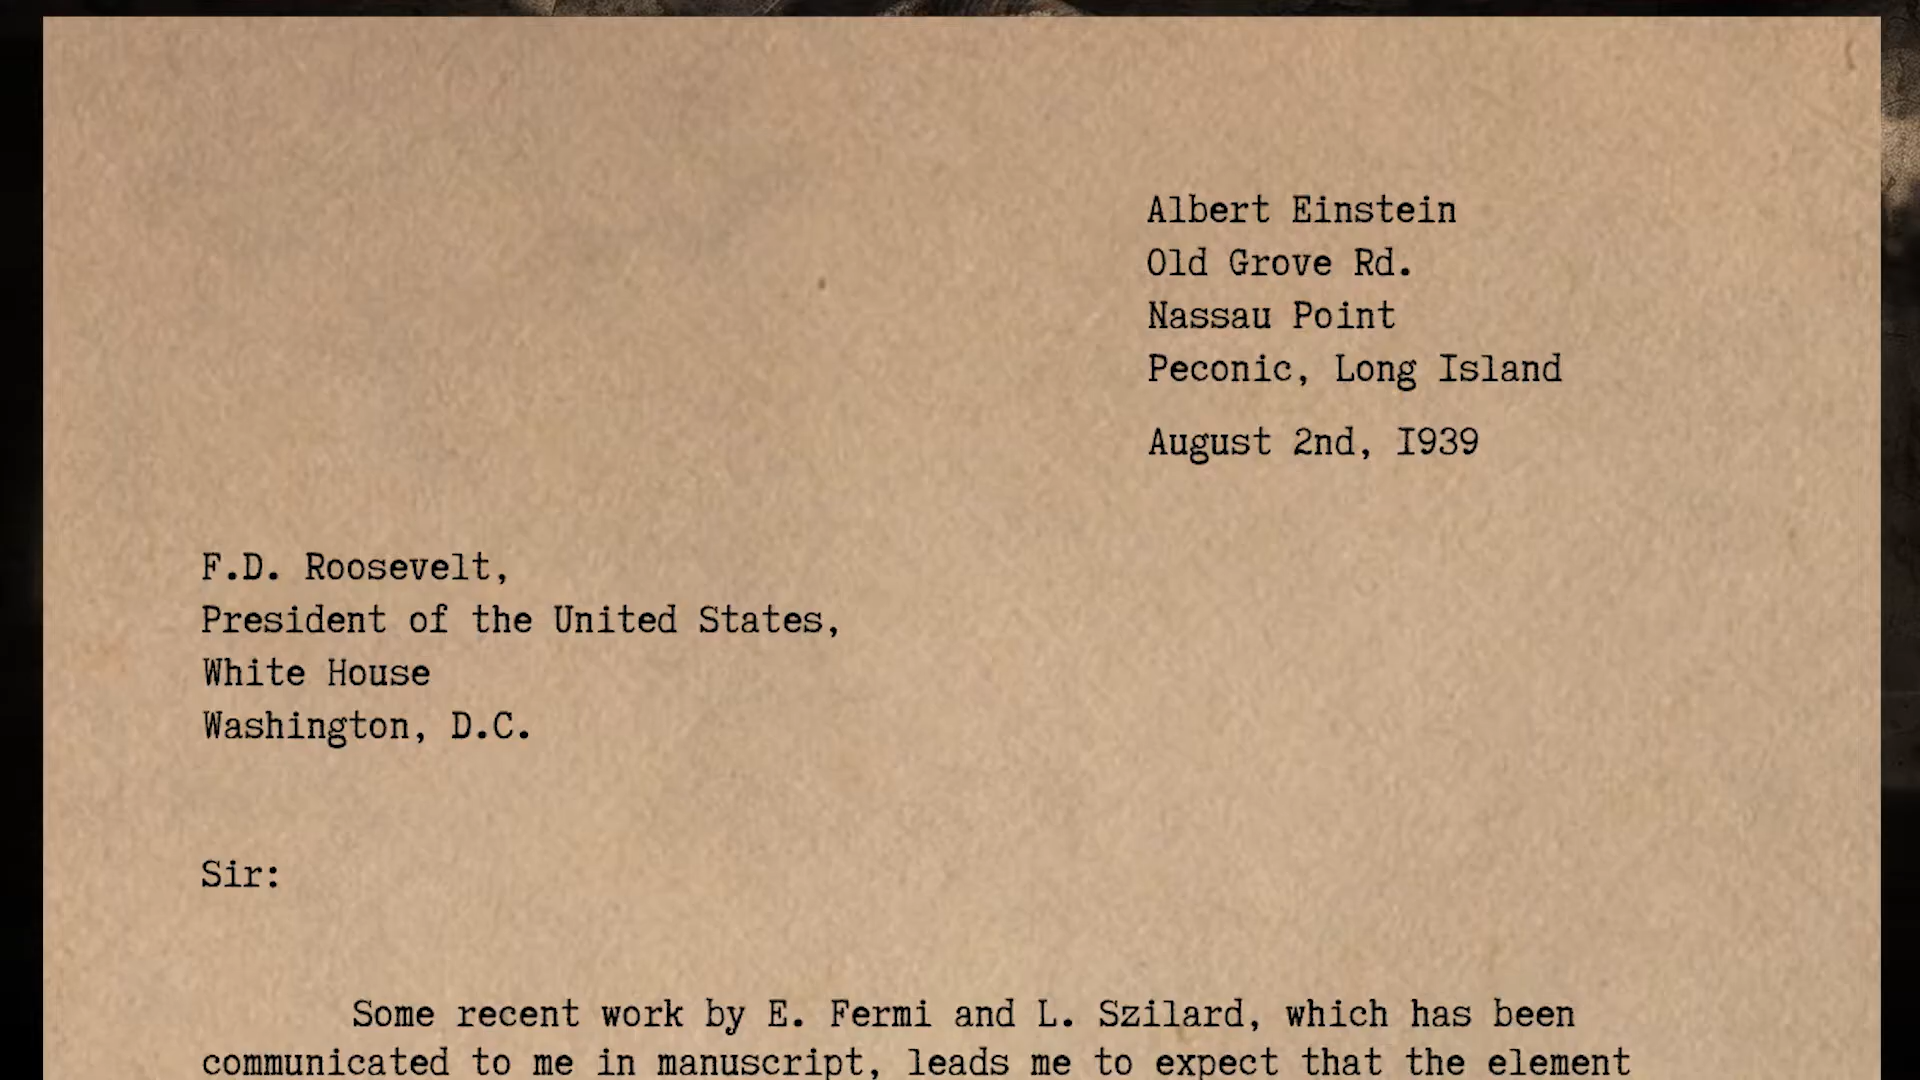 Albert Einstein
Old Grove Rd.
Nassau Point
Peconic, Long Island
August 2nd, I939
F.D. Roosevelt,
President of the United States,
White House
Washington, D.C.
Sir:
Some recent work by E. Fermi and L. Szilard, which has been
communicated to me in manuscript, leads me to expect that the element